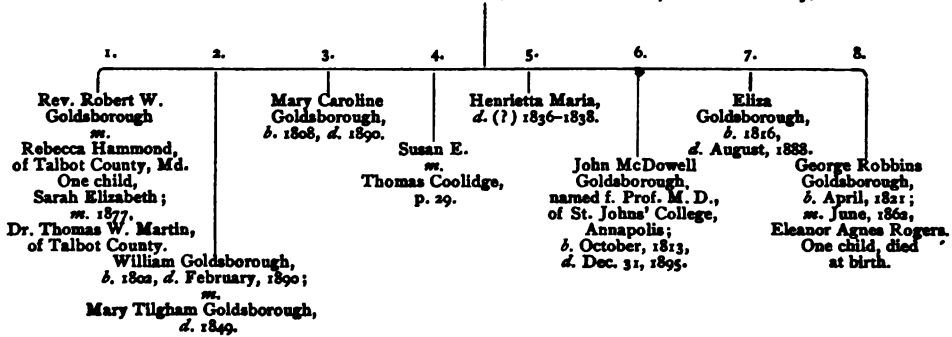 1. 2. 3. 4. 5. 6. 7. 8.
Rev. Robert W.
Goldsborough
m.
Rebecca Hammond,
of Talbot County, Md.
One child,
Sarah Elizabeth;
m. 1877,
Dr. Thomas W. Martin,
of Talbot County.
William Goldsborough,
b. 1802, d. February, 1890;
m.
Mary Tilgham Goldsborough,
d. 1849.
Mary Caroline
Goldsborough,
b. 1808, d. 1890.
Susan E.
m.
Thomas Coolidge,
p. 29.
Henrietta Maria,
d. (?) 1836-1838.
John McDowell
Goldsborough,
named f. Prof. M. D.,
of St. Johns' College,
Annapolis;
b. October, 1813,
d. Dec. 31, 1895.
Eliza
Goldsborough,
b. 1816,
d. August, 1888.
George Robbins
Goldsborough,
b. April, 1821;
m. June, 1862,
Eleanor Agnes Rogers.
One child, died
at birth.